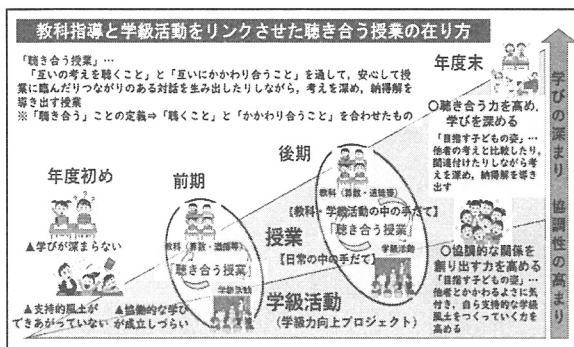 教科指導と学級活動をリンクさせた聴き合う授業の在り方
「聴き合う授業」…
「互いの考えを聴くこと」と「互いにかかわり合うこと」を通して,安心して授
業に臨んだりつながりのある対話を生み出したりしながら,考えを深め,納得解を
導き出す授業
※「聴き合う」ことの定義⇒「聴くこと」と「かかわり合うこと」を合わせたもの
年度初め
▲学びが深まらない
▲支持的風土が
できあがっていない
▲協働的な学び
が成立しづらい
前期
教科(算数・道徳等)
「聴き合う授業」
学級活動
後期
教科(算数・道徳等)
【教科・学級活動の中の手だて】
「聴き合う授業」
学級活動
授業
【日常の中の手だて】
学級活動
(学級力向上プロジェクト)
年度末
○聴き合う力を高め,
学びを深める
「目指す子どもの姿」…
他者の考えと比較したり,
関連付けたりしながら考
えを深め,納得解を導き
出す
○協調的な関係を
創り出す力を高める
「目指す子どもの姿」…
他者とかかわるよさに気
付き,自ら支持的な学級
風土をつくっていく力を
高める
学びの深まり
協調性の高まり